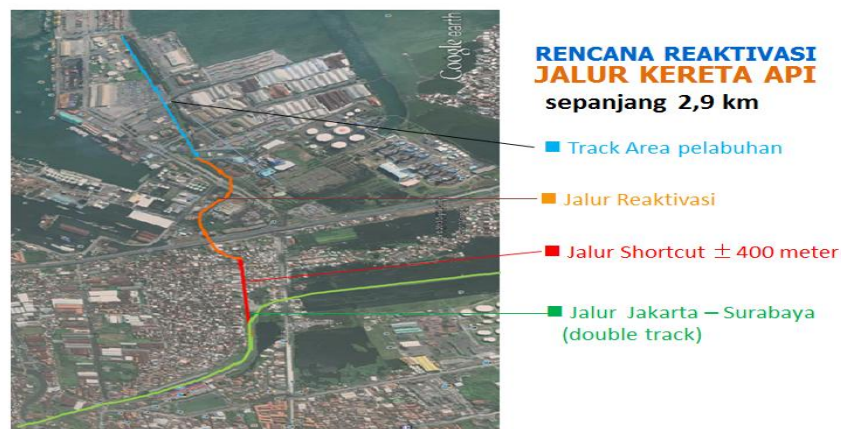 Google earth
RENCANA REAKTIVASI
JALUR KERETA API
sepanjang 2,9 km
Track Area pelabuhan
Jalur Reaktivasi
Jalur Shortcut ± 400 meter
Jalur Jakarta – Surabaya
(double track)